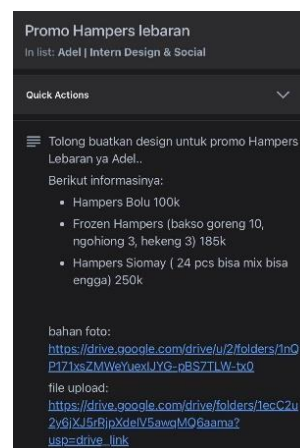 Promo Hampers lebaran
In list: Adel | Intern Design & Social
Quick Actions
Tolong buatkan design untuk promo Hampers
Lebaran ya Adel..
Berikut informasinya:
• Hampers Bolu 100k
• Frozen Hampers (bakso goreng 10,
ngohiong 3, hekeng 3) 185k
• Hampers Siomay ( 24 pcs bisa mix bisa
engga) 250k
bahan foto:
https://drive.google.com/drive/u/2/folders/1nQ
P171xsZMWeYuexIJYG-pBS7TLW-tx0
file upload:
https://drive.google.com/drive/folders/1ecC2u
2y6jXJ5rRjpXdelV5awqMQ6aama?
usp=drive_link